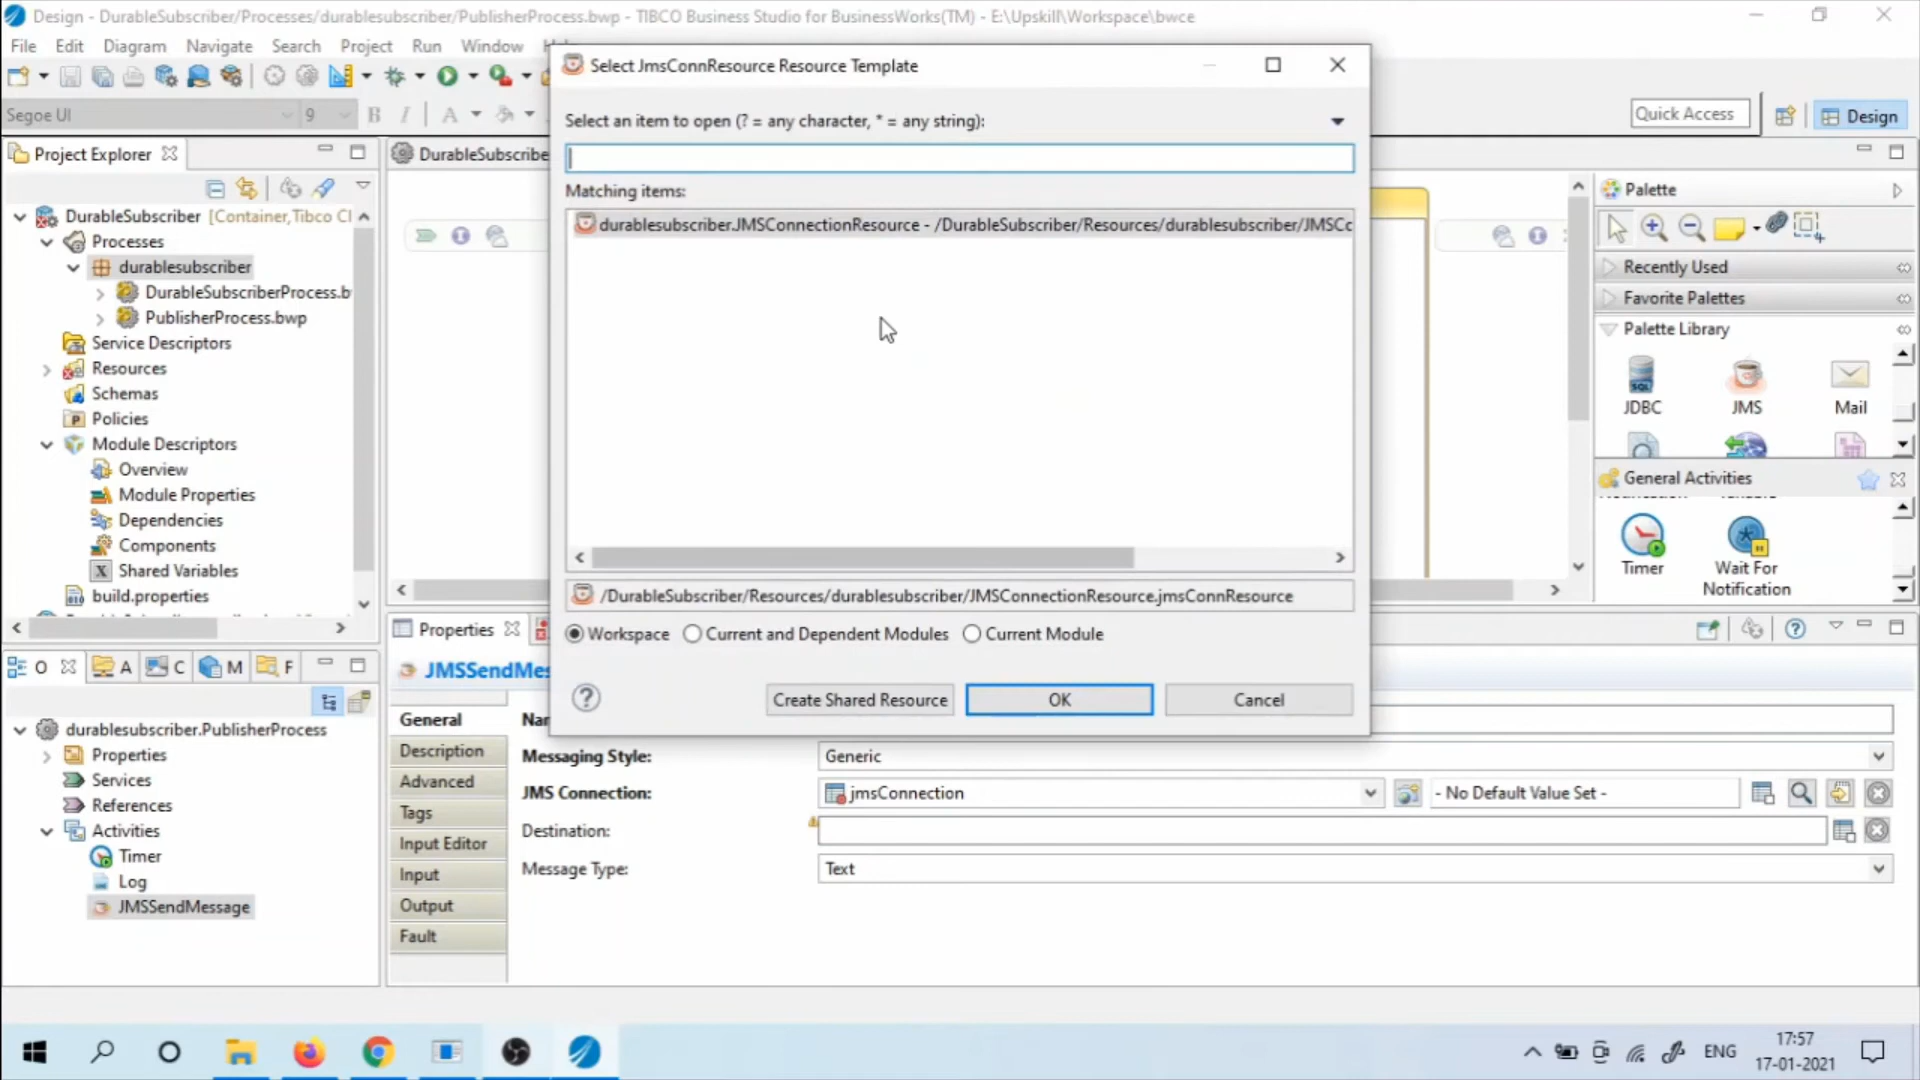 Design - DurableSubscriber/Processes/durablesubscriber/PublisherProcess.bwp - TIBCO Business Studio for BusinessWorks(TM) - E:\Upskill\Workspace\bwce
File Edit Diagram Navigate Search Project Run Window
Segoe UI 9 B I A
Quick Access
Design
Project Explorer
DurableSubscriber [Container,Tibco Cl
Processes
durablesubscriber
DurableSubscriberProcess.b
PublisherProcess.bwp
Service Descriptors
Resources
Schemas
Policies
Module Descriptors
Overview
Module Properties
Dependencies
Components
Shared Variables
build.properties
DurableSubscribe
Select JmsConnResource Resource Template
Select an item to open (? = any character, * = any string):
Matching items:
durablesubscriber.JMSConnectionResource - /DurableSubscriber/Resources/durablesubscriber/JMSCc
/DurableSubscriber/Resources/durablesubscriber/JMSConnectionResource.jmsConnResource
Workspace Current and Dependent Modules Current Module
Create Shared Resource OK Cancel
Palette
Recently Used
Favorite Palettes
Palette Library
JDBC JMS Mail
General Activities
Timer Wait For Notification
O A C M F
durablesubscriber.PublisherProcess
Properties
Services
References
Activities
Timer
Log
JMSSendMessage
Properties
JMSSendMes
General
Description
Advanced
Tags
Input Editor
Input
Output
Fault
Nar
Messaging Style: Generic
JMS Connection: jmsConnection - No Default Value Set -
Destination:
Message Type: Text
ENG
17:57
17-01-2021